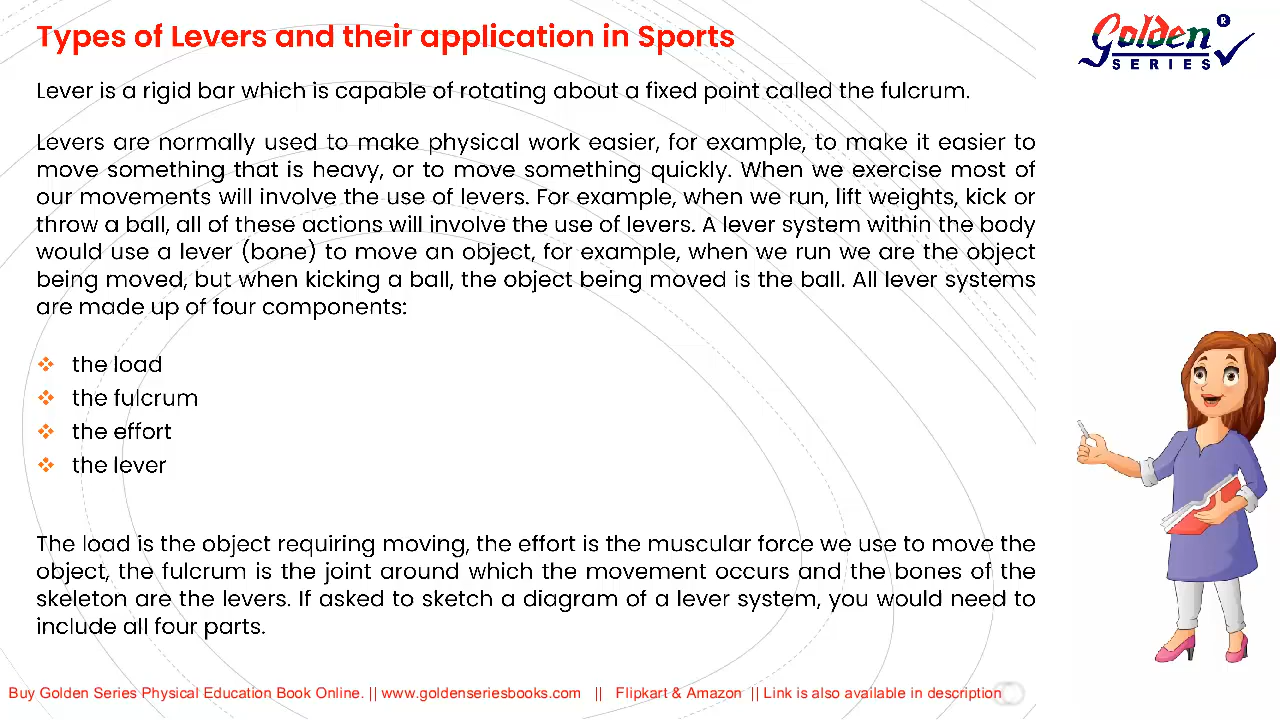 Types of Levers and their application in Sports
Golden ®
SERIES
Lever is a rigid bar which is capable of rotating about a fixed point called the fulcrum.
Levers are normally used to make physical work easier, for example, to make it easier to
move something that is heavy, or to move something quickly. When we exercise most of
our movements will involve the use of levers. For example, when we run, lift weights, kick or
throw a ball, all of these actions will involve the use of levers. A lever system within the body
would use a lever (bone) to move an object, for example, when we run we are the object
being moved, but when kicking a ball, the object being moved is the ball. All lever systems
are made up of four components:
❖ the load
❖ the fulcrum
❖ the effort
❖ the lever
The load is the object requiring moving, the effort is the muscular force we use to move the
object, the fulcrum is the joint around which the movement occurs and the bones of the
skeleton are the levers. If asked to sketch a diagram of a lever system, you would need to
include all four parts.
Buy Golden Series Physical Education Book Online. || www.goldenseriesbooks.com || Flipkart & Amazon || Link is also available in description